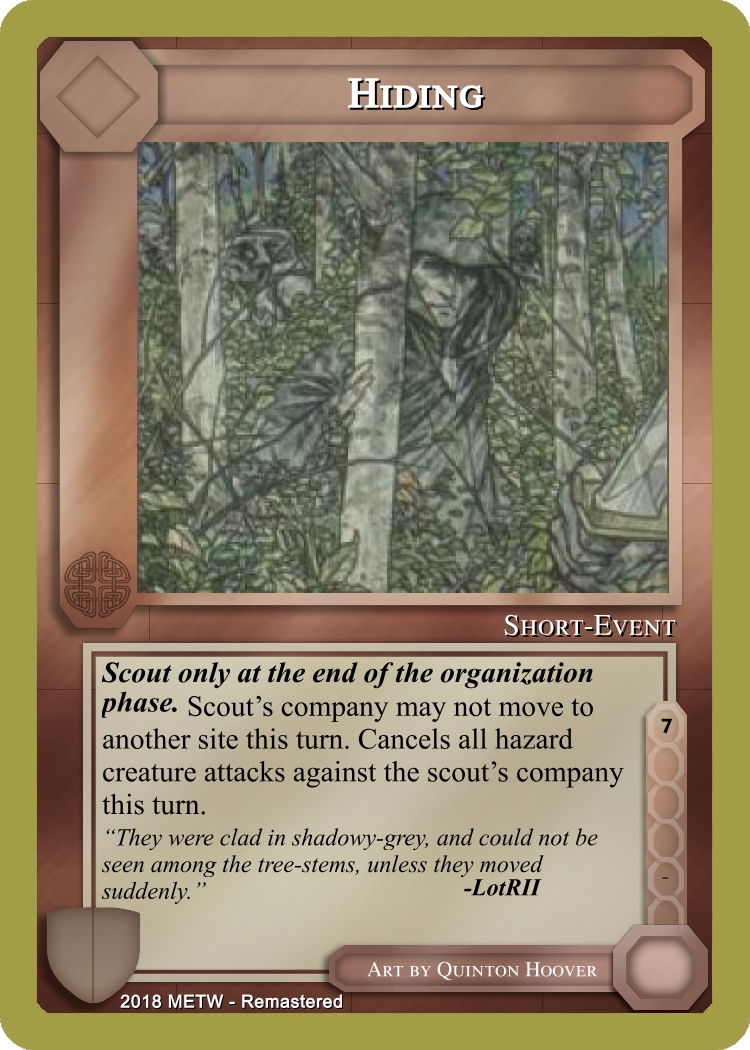 Hiding
Short-Event
Scout only at the end of the organization
phase. Scout's company may not move to
another site this turn. Cancels all hazard
creature attacks against the scout's company
this turn.
"They were clad in shadowy-grey, and could not be
seen among the tree-stems, unless they moved
suddenly."
-LotRII
7
-
Art by Quinton Hoover
2018 METW - Remastered